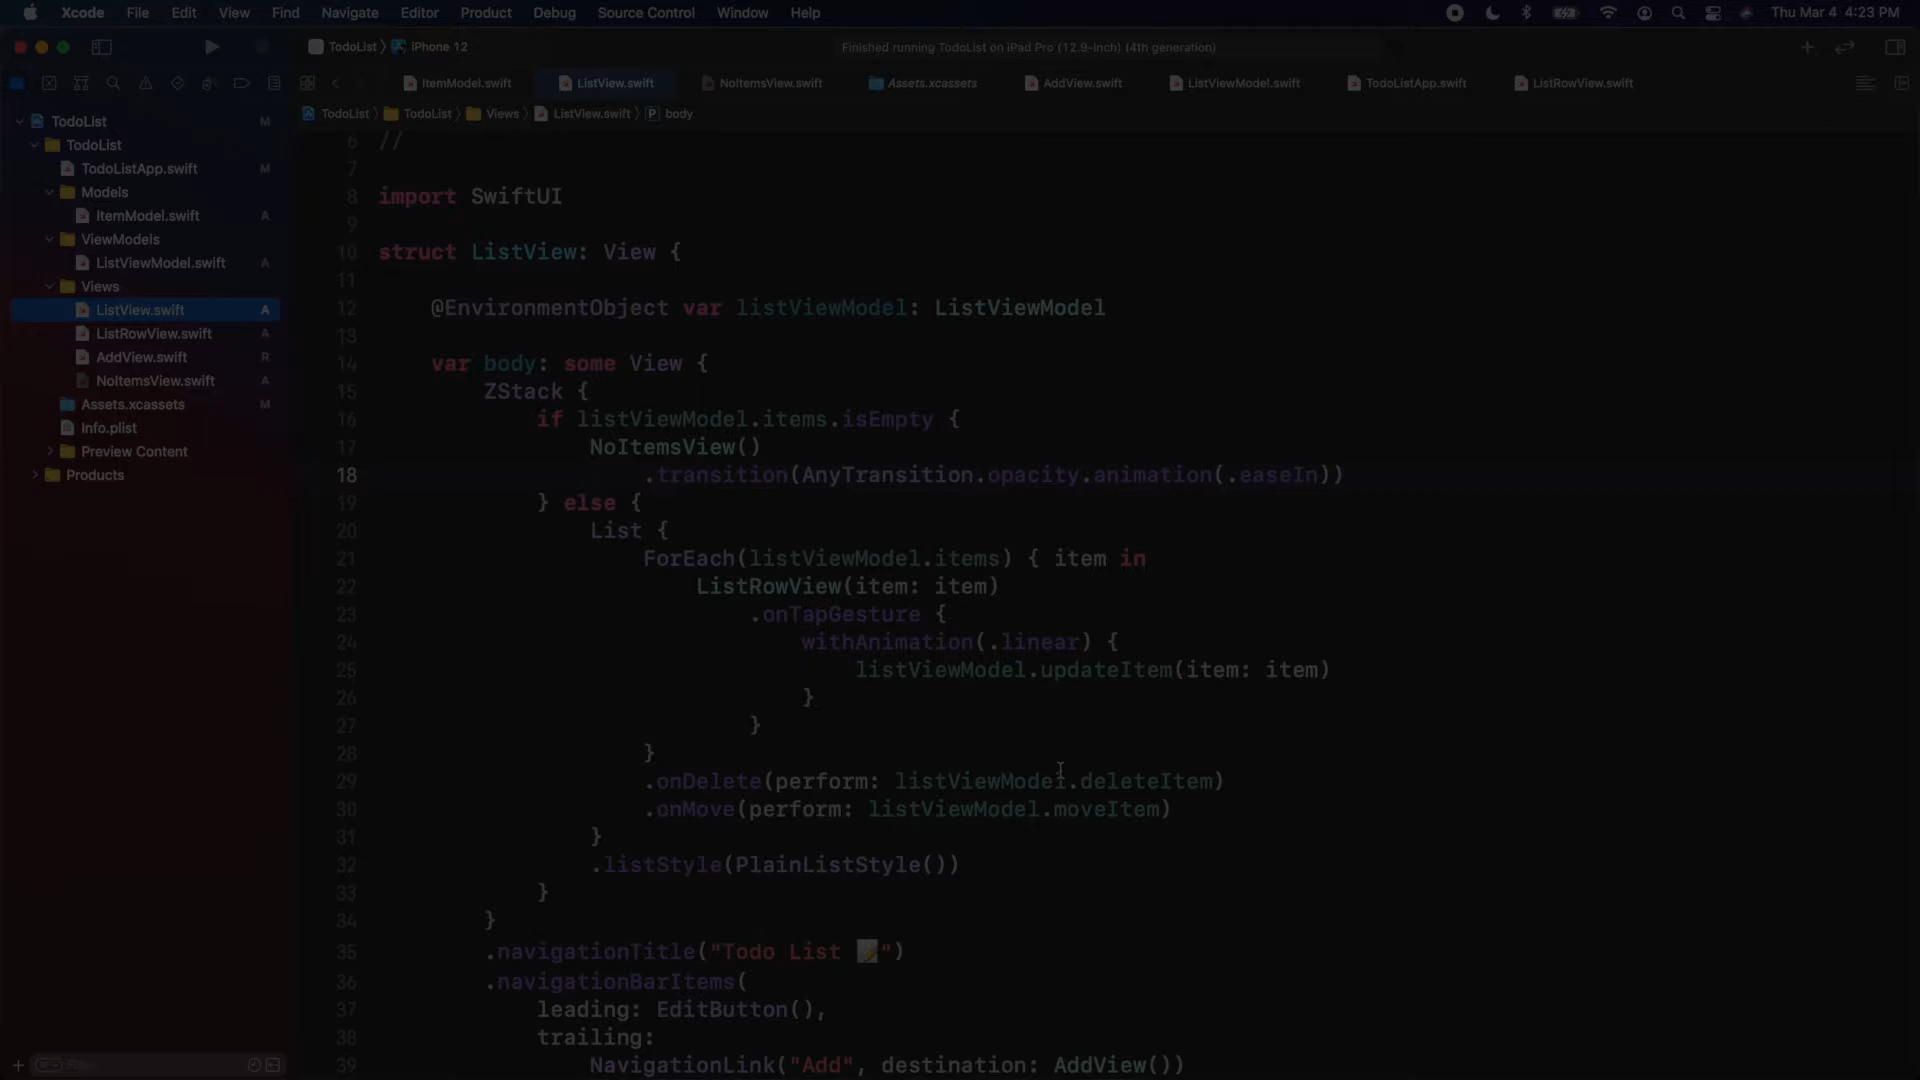 Xcode File Edit View Find Navigate Editor Product Debug Source Control Window Help Thu Mar 4 4:23 PM
TodoList iPhone 12 Finished running TodoList on iPad Pro (12.9-inch) (4th generation)
ItemModel.swift ListView.swift NoItemsView.swift Assets.xcassets AddView.swift ListViewModel.swift TodoListApp.swift ListRowView.swift
TodoList TodoList Views ListView.swift P body
TodoList M
TodoList
TodoListApp.swift M
Models
ItemModel.swift A
ViewModels
ListViewModel.swift A
Views
ListView.swift A
ListRowView.swift A
AddView.swift R
NoItemsView.swift A
Assets.xcassets M
Info.plist
Preview Content
Products
Filter
6 //
7
8 import SwiftUI
9
10 struct ListView: View {
11
12 @EnvironmentObject var listViewModel: ListViewModel
13
14 var body: some View {
15 ZStack {
16 if listViewModel.items.isEmpty {
17 NoItemsView()
18 .transition(AnyTransition.opacity.animation(.easeIn))
19 } else {
20 List {
21 ForEach(listViewModel.items) { item in
22 ListRowView(item: item)
23 .onTapGesture {
24 withAnimation(.linear) {
25 listViewModel.updateItem(item: item)
26 }
27 }
28 }
29 .onDelete(perform: listViewModel.deleteItem)
30 .onMove(perform: listViewModel.moveItem)
31 }
32 .listStyle(PlainListStyle())
33 }
34 }
35 .navigationTitle("Todo List 📝")
36 .navigationBarItems(
37 leading: EditButton(),
38 trailing:
39 NavigationLink("Add", destination: AddView())